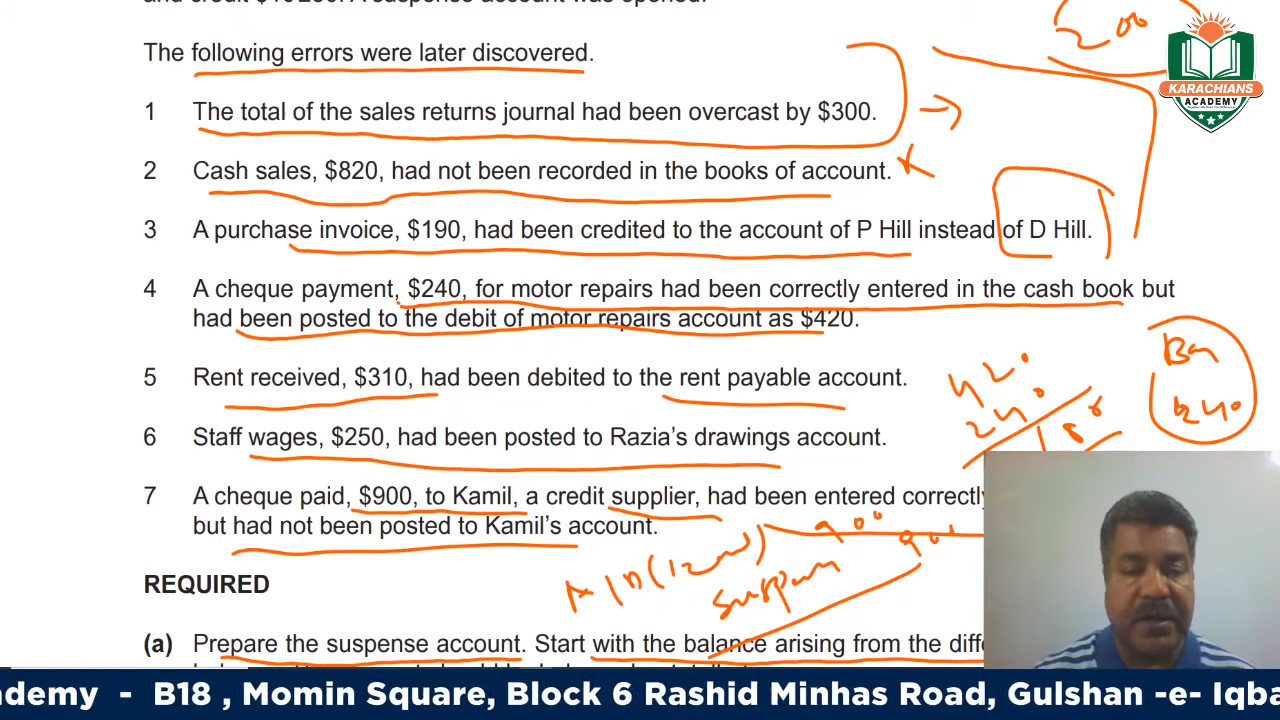 The following errors were later discovered.
1 The total of the sales returns journal had been overcast by $300.
2 Cash sales, $820, had not been recorded in the books of account.
3 A purchase invoice, $190, had been credited to the account of P Hill instead of D Hill.
4 A cheque payment, $240, for motor repairs had been correctly entered in the cash book but
had been posted to the debit of motor repairs account as $420.
5 Rent received, $310, had been debited to the rent payable account.
6 Staff wages, $250, had been posted to Razia's drawings account.
7 A cheque paid, $900, to Kamil, a credit supplier, had been entered correctly
but had not been posted to Kamil's account.
REQUIRED
(a) Prepare the suspense account. Start with the balance arising from the diff
200
KARACHIANS
ACADEMY
420
240
240
900
900
ademy - B18 , Momin Square, Block 6 Rashid Minhas Road, Gulshan -e- Iqba